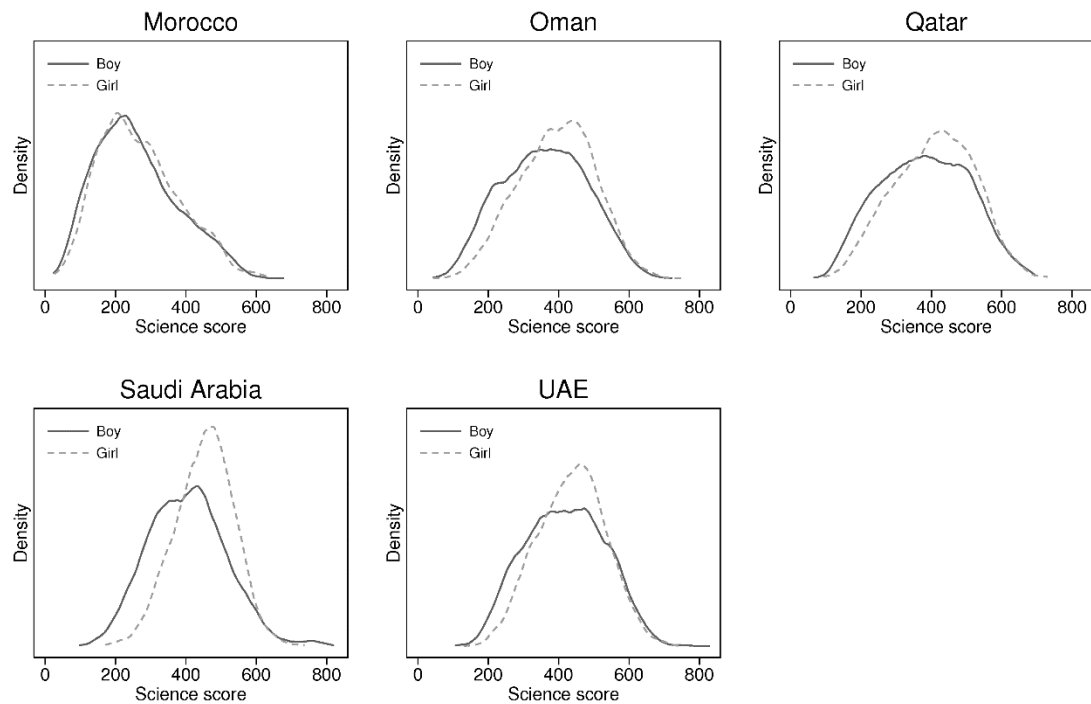 Morocco
Boy
Girl
Density
0 200 400 600 800
Science score
Oman
Boy
Girl
Density
0 200 400 600 800
Science score
Qatar
Boy
Girl
Density
0 200 400 600 800
Science score
Saudi Arabia
Boy
Girl
Density
0 200 400 600 800
Science score
UAE
Boy
Girl
Density
0 200 400 600 800
Science score